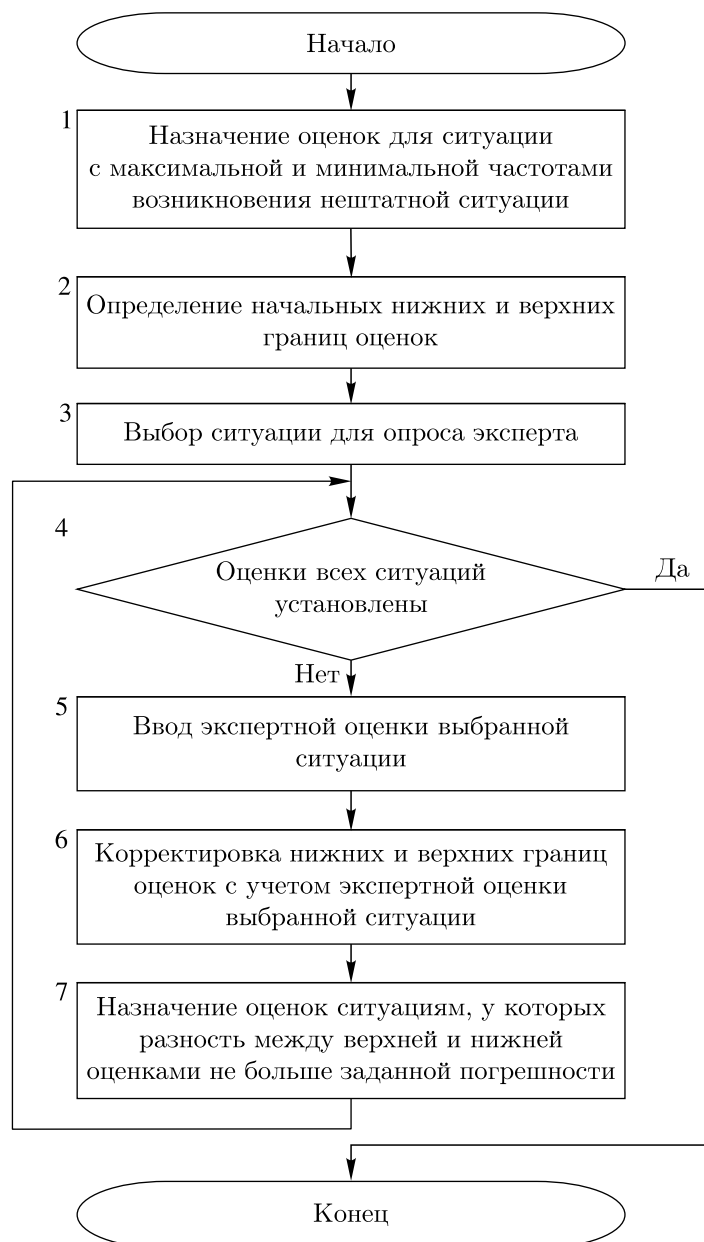 Начало
1
Назначение оценок для ситуации
с максимальной и минимальной частотами
возникновения нештатной ситуации
2
Определение начальных нижних и верхних
границ оценок
3
Выбор ситуации для опроса эксперта
4
Оценки всех ситуаций
установлены
Да
Нет
5
Ввод экспертной оценки выбранной
ситуации
6
Корректировка нижних и верхних границ
оценок с учетом экспертной оценки
выбранной ситуации
7
Назначение оценок ситуациям, у которых
разность между верхней и нижней
оценками не больше заданной погрешности
Конец